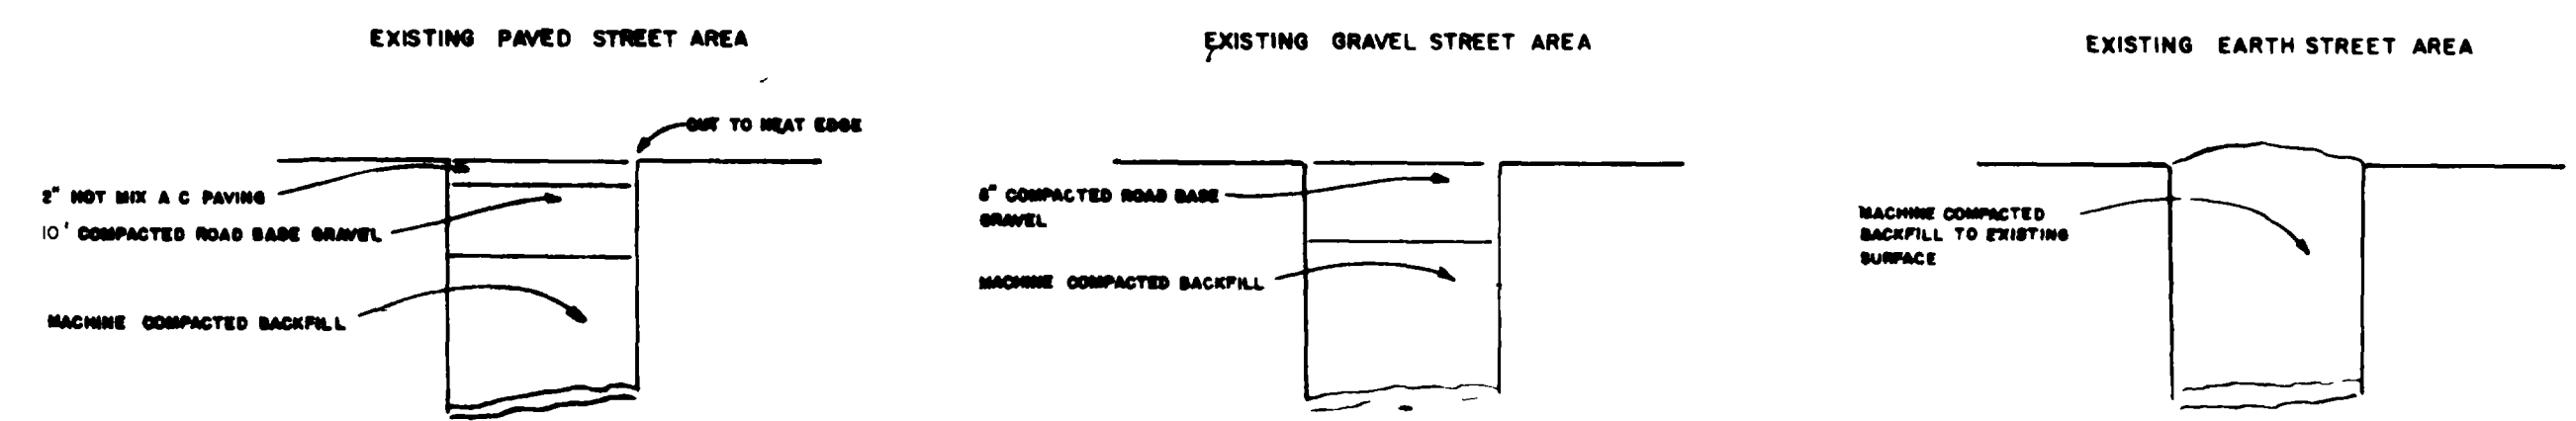 EXISTING PAVED STREET AREA
CUT TO NEAT EDGE
2" HOT MIX A C PAVING
10' COMPACTED ROAD BASE GRAVEL
MACHINE COMPACTED BACKFILL
EXISTING GRAVEL STREET AREA
6" COMPACTED ROAD BASE
GRAVEL
MACHINE COMPACTED BACKFILL
EXISTING EARTH STREET AREA
MACHINE COMPACTED
BACKFILL TO EXISTING
SURFACE